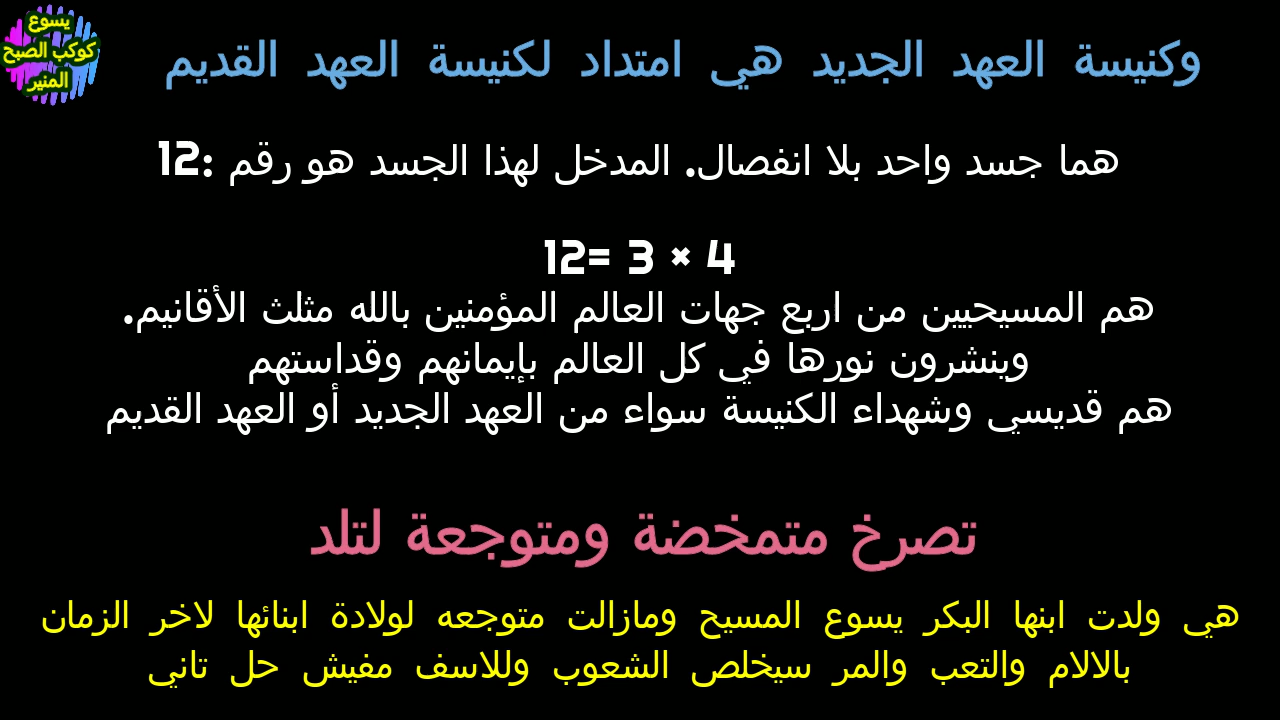 يسوع
كوكب الصبح
المنير
وكنيسة العهد الجديد هي امتداد لكنيسة العهد القديم
هما جسد واحد بلا انفصال. المدخل لهذا الجسد هو رقم 12:
12= 3 × 4
هم المسيحيين من اربع جهات العالم المؤمنين بالله مثلث الأقانيم.
وينشرون نورها في كل العالم بإيمانهم وقداستهم
هم قديسي وشهداء الكنيسة سواء من العهد الجديد أو العهد القديم
تصرخ متمخضة ومتوجعة لتلد
هي ولدت ابنها البكر يسوع المسيح ومازالت متوجعه لولادة ابنائها لاخر الزمان
بالالام والتعب والمر سيخلص الشعوب وللاسف مفيش حل تاني